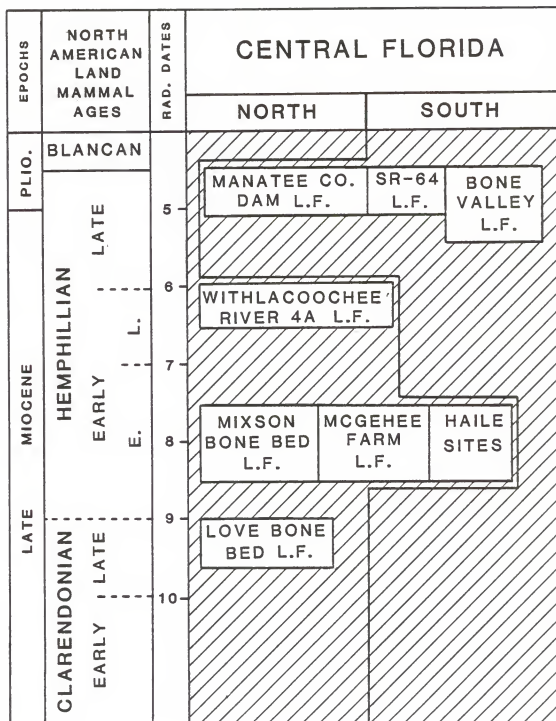 EPOCHS
NORTH
AMERICAN
LAND
MAMMAL
AGES
RAD. DATES
CENTRAL FLORIDA
NORTH
SOUTH
PLIO.
BLANCAN
MANATEE CO.
DAM L.F.
SR-64
L.F.
BONE
VALLEY
L.F.
5
LATE
HEMPHILLIAN
6
WITHLACOOCHEE
RIVER 4A L.F.
L.
7
MIOCENE
EARLY
E.
8
MIXSON
BONE BED
L.F.
MCGEHEE
FARM
L.F.
HAILE
SITES
LATE
9
LOVE BONE
BED L.F.
CLARENDONIAN
LATE
10
EARLY